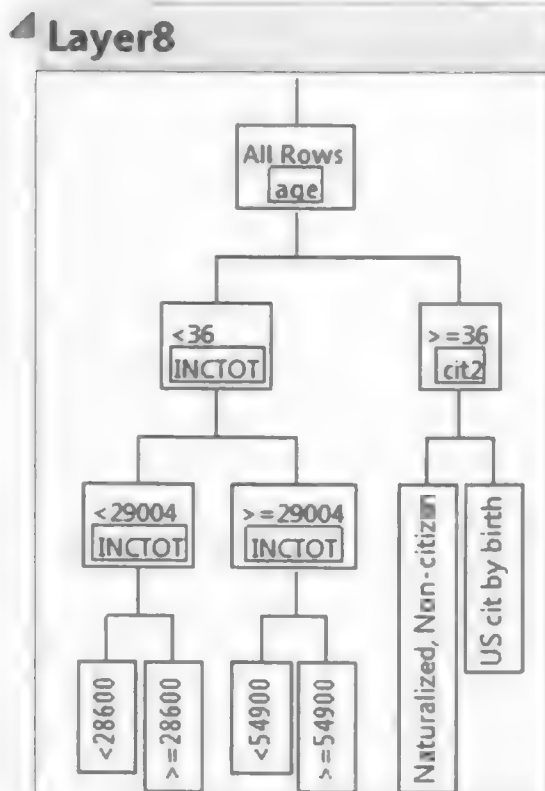 Layer8
All Rows
age
<36
INCTOT
>=36
cit2
<29004
INCTOT
>=29004
INCTOT
<28600
>=28600
<54900
>=54900
Naturalized, Non-citizen
US cit by birth